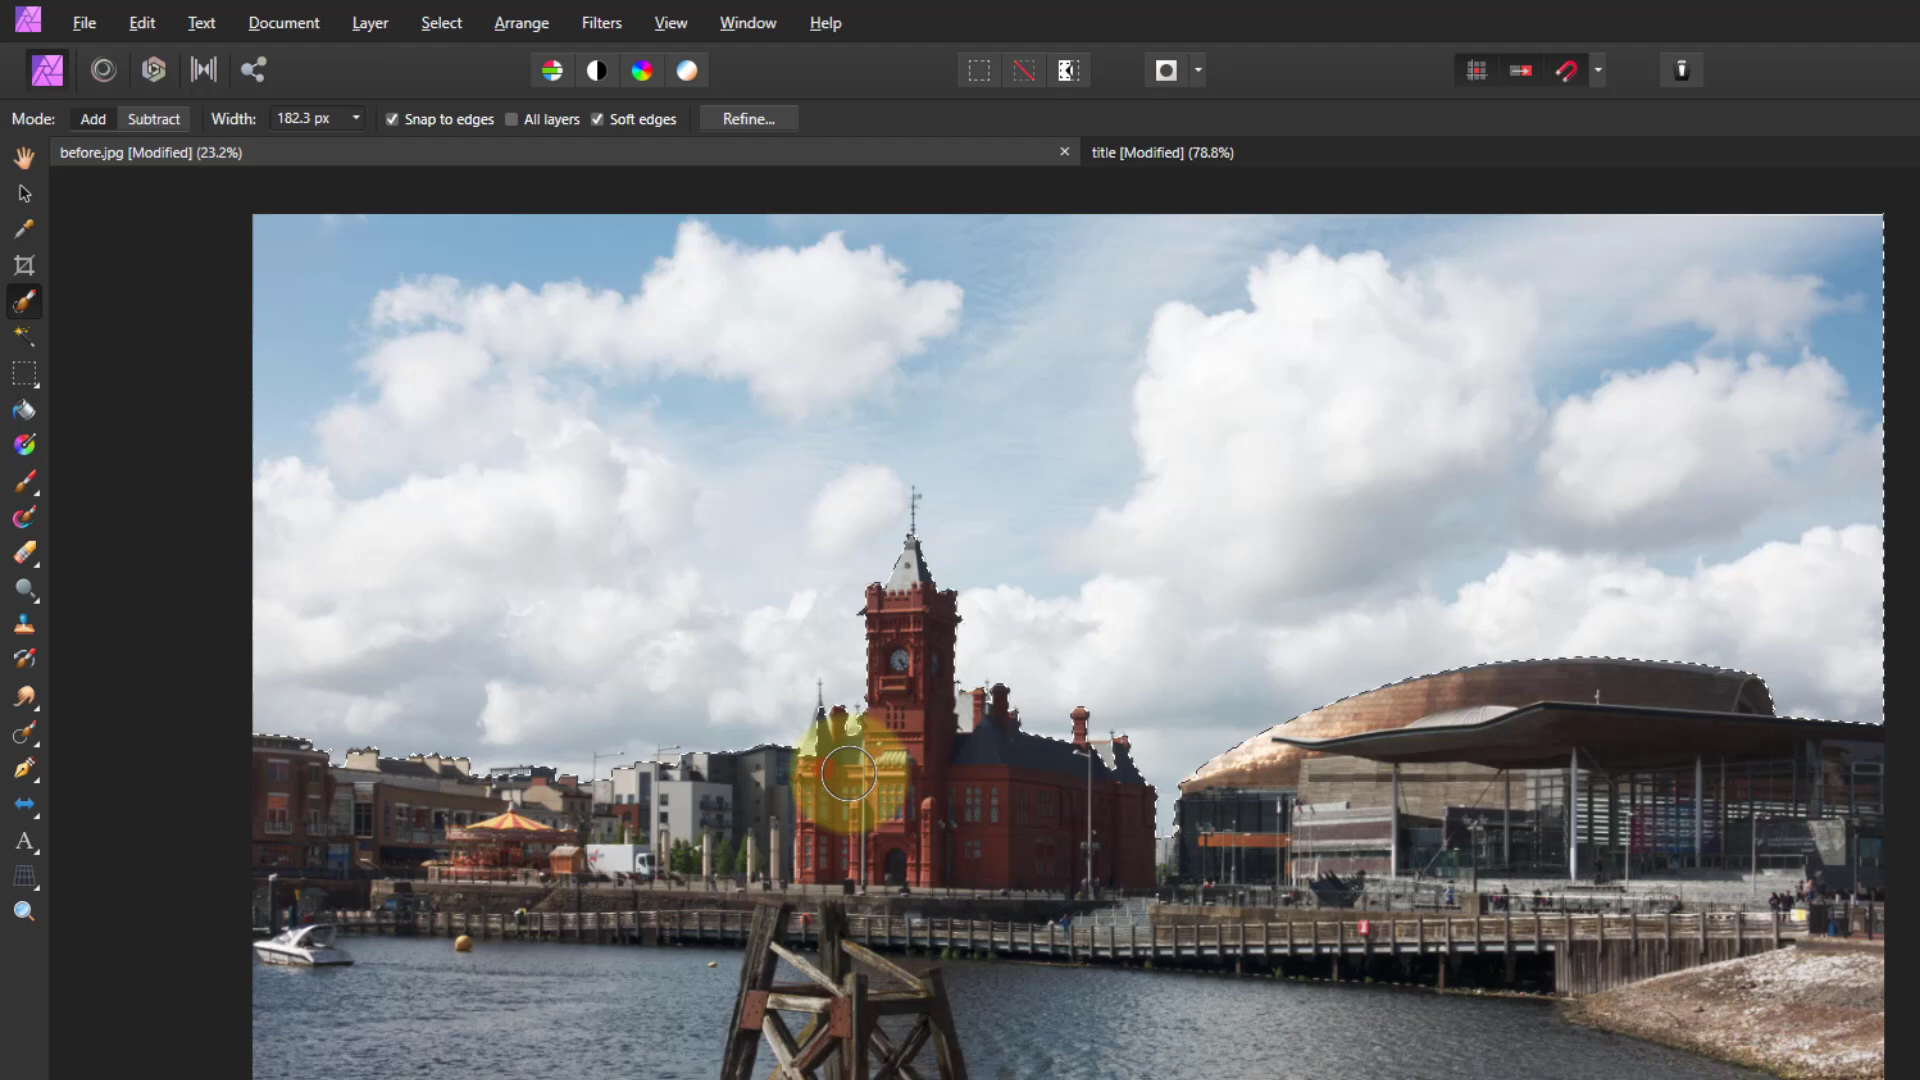 File Edit Text Document Layer Select Arrange Filters View Window Help
Mode: Add Subtract Width: 182.3 px Snap to edges All layers Soft edges Refine...
before.jpg [Modified] (23.2%) title [Modified] (78.8%)